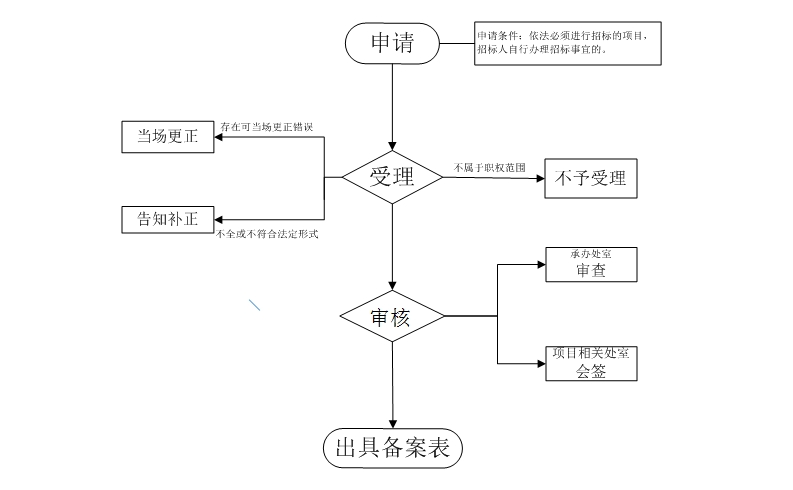 申请
申请条件：依法必须进行招标的项目，
招标人自行办理招标事宜的。
存在可当场更正错误
当场更正
受理
不属于职权范围
不予受理
告知补正
不全或不符合法定形式
承办处室
审查
审核
项目相关处室
会签
出具备案表